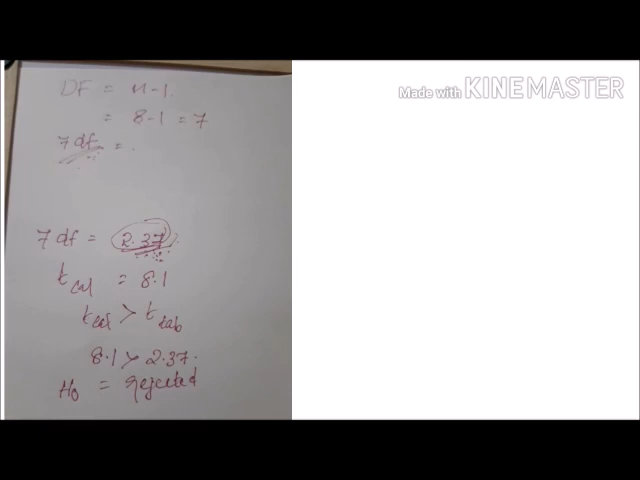 DF = n-1.
= 8-1 = 7
7 df = .
7 df = 2.37.
t cal = 8.1
t cal > t tab
8.1 > 2.37.
H0 = rejected
Made with KINEMASTER